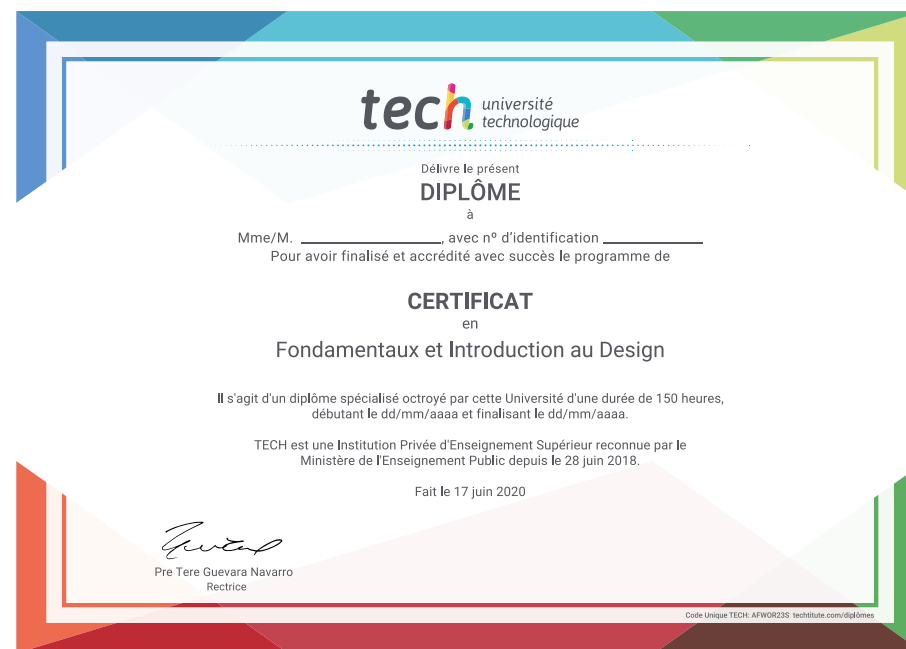 tech université
technologique
Délivre le présent
DIPLÔME
à
Mme/M. ____________________, avec nº d'identification ______________
Pour avoir finalisé et accrédité avec succès le programme de
CERTIFICAT
en
Fondamentaux et Introduction au Design
Il s'agit d'un diplôme spécialisé octroyé par cette Université d'une durée de 150 heures,
débutant le dd/mm/aaaa et finalisant le dd/mm/aaaa.
TECH est une Institution Privée d'Enseignement Supérieur reconnue par le
Ministère de l'Enseignement Public depuis le 28 juin 2018.
Fait le 17 juin 2020
Pre Tere Guevara Navarro
Rectrice
Code Unique TECH: AFWOR23S techtitute.com/diplômes